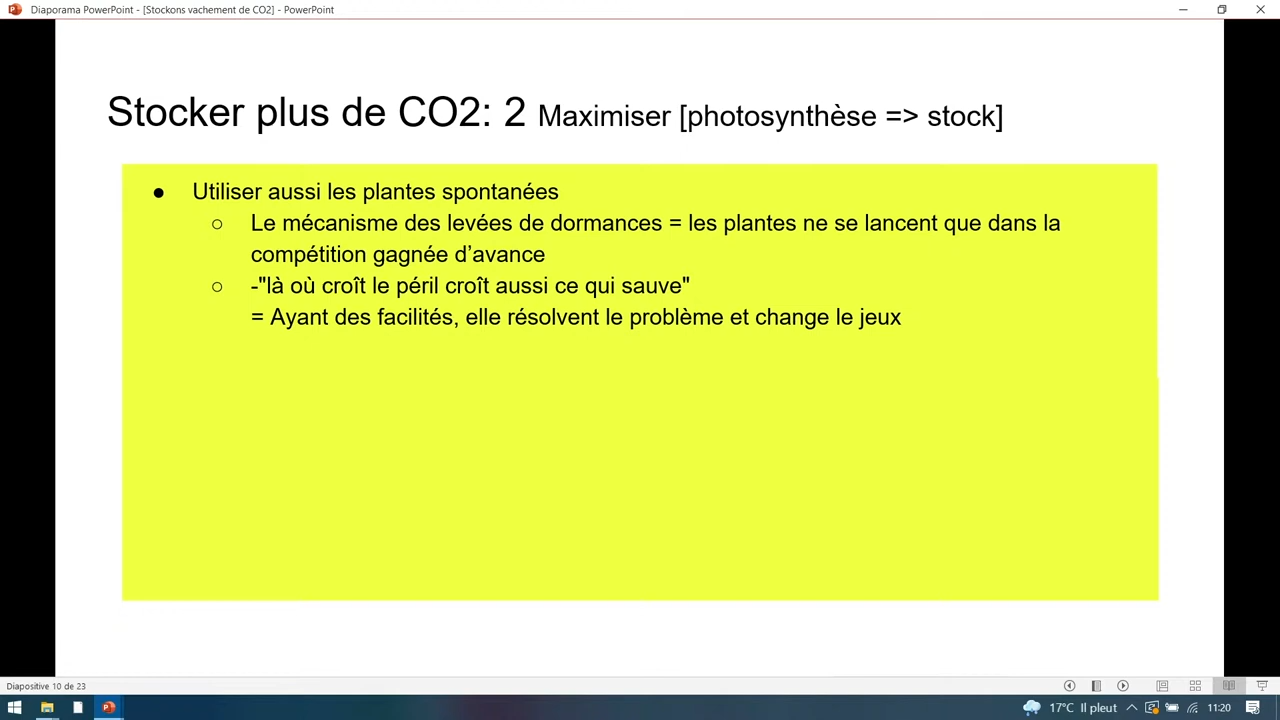 Diaporama PowerPoint - [Stockons vachement de CO2] - PowerPoint
Stocker plus de CO2: 2 Maximiser [photosynthèse => stock]
● Utiliser aussi les plantes spontanées
○ Le mécanisme des levées de dormances = les plantes ne se lancent que dans la
compétition gagnée d'avance
○ -"là où croît le péril croît aussi ce qui sauve"
= Ayant des facilités, elle résolvent le problème et change le jeux
Diapositive 10 de 23
17°C Il pleut 11:20